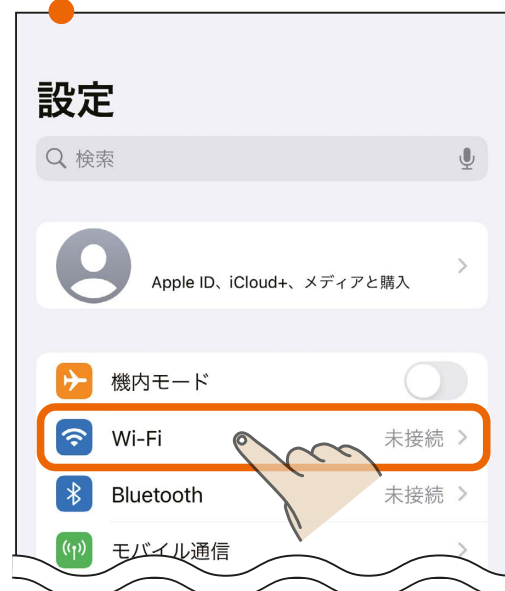 設定
検索
Apple ID、iCloud+、メディアと購入
機内モード
Wi-Fi 未接続
Bluetooth 未接続
モバイル通信